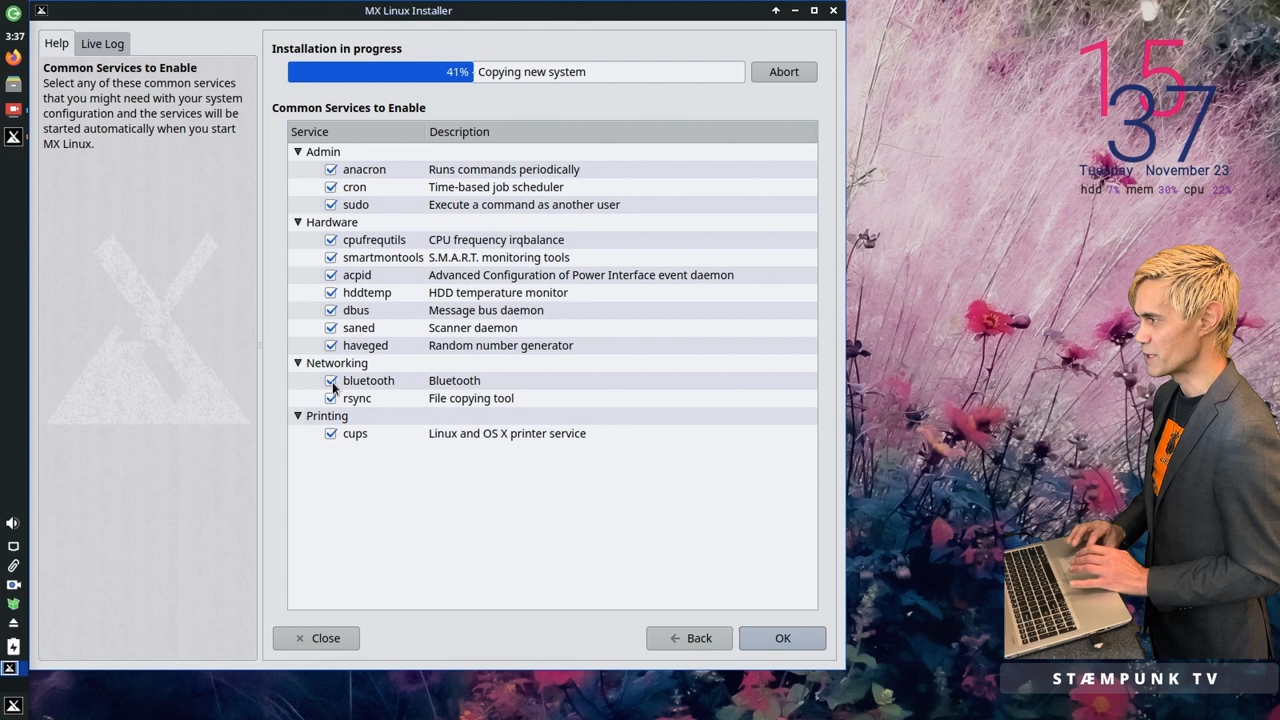 MX Linux Installer
3:37
Help
Live Log
Common Services to Enable
Select any of these common services
that you might need with your system
configuration and the services will be
started automatically when you start
MX Linux.
Installation in progress
41% - Copying new system
Abort
Common Services to Enable
Service Description
Admin
anacron Runs commands periodically
cron Time-based job scheduler
sudo Execute a command as another user
Hardware
cpufrequtils CPU frequency irqbalance
smartmontools S.M.A.R.T. monitoring tools
acpid Advanced Configuration of Power Interface event daemon
hddtemp HDD temperature monitor
dbus Message bus daemon
saned Scanner daemon
haveged Random number generator
Networking
bluetooth Bluetooth
rsync File copying tool
Printing
cups Linux and OS X printer service
Close
Back
OK
15
37
Tuesday November 23
hdd 7% mem 30% cpu 22%
STÆMPUNK TV